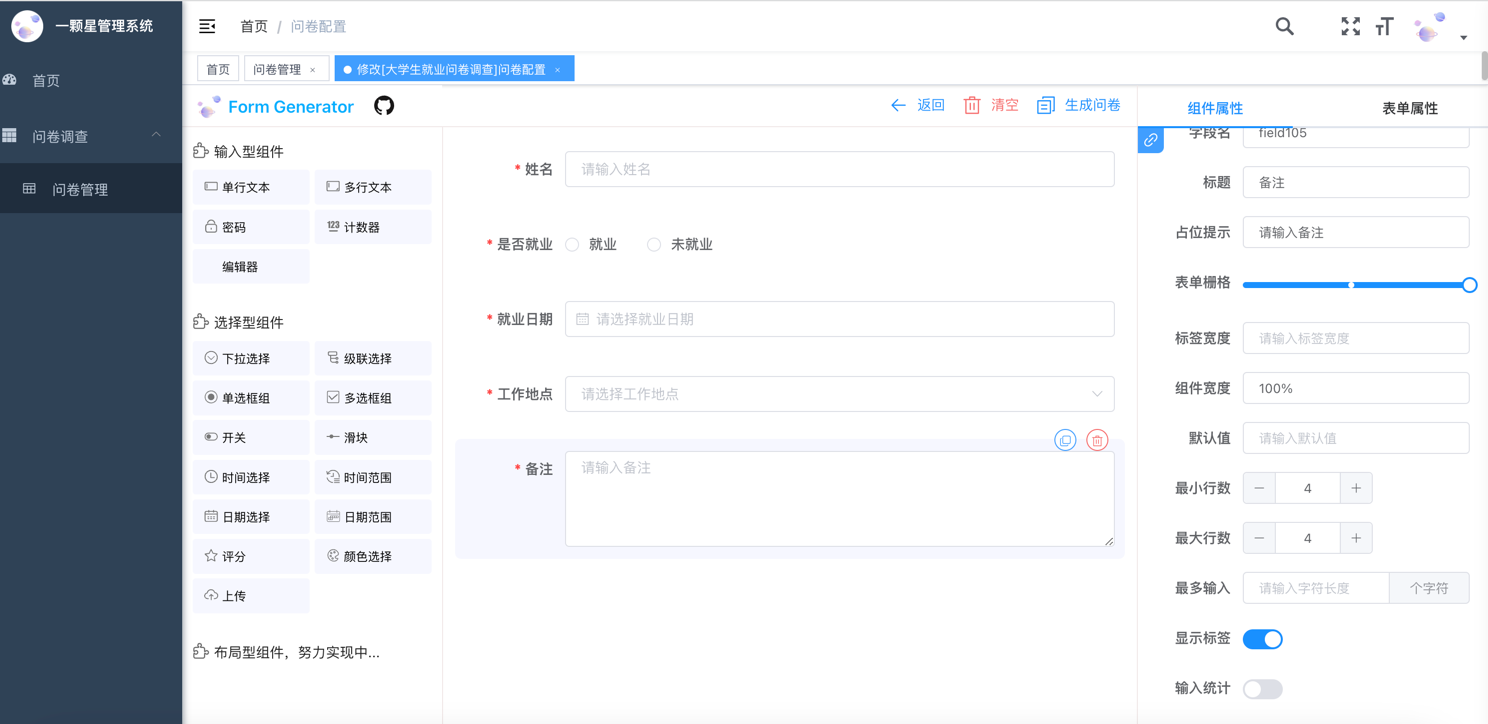 一颗星管理系统
首页 / 问卷配置
首页
问卷调查
问卷管理
首页
问卷管理 ×
修改[大学生就业问卷调查]问卷配置 ×
Form Generator
返回
清空
生成问卷
输入型组件
单行文本
多行文本
密码
123 计数器
编辑器
选择型组件
下拉选择
级联选择
单选框组
多选框组
开关
滑块
时间选择
时间范围
日期选择
日期范围
评分
颜色选择
上传
布局型组件，努力实现中...
* 姓名 请输入姓名
* 是否就业 就业 未就业
* 就业日期 请选择就业日期
* 工作地点 请选择工作地点
* 备注 请输入备注
组件属性
表单属性
字段名 field105
标题 备注
占位提示 请输入备注
表单栅格
标签宽度 请输入标签宽度
组件宽度 100%
默认值 请输入默认值
最小行数 — 4 +
最大行数 — 4 +
最多输入 请输入字符长度 个字符
显示标签
输入统计